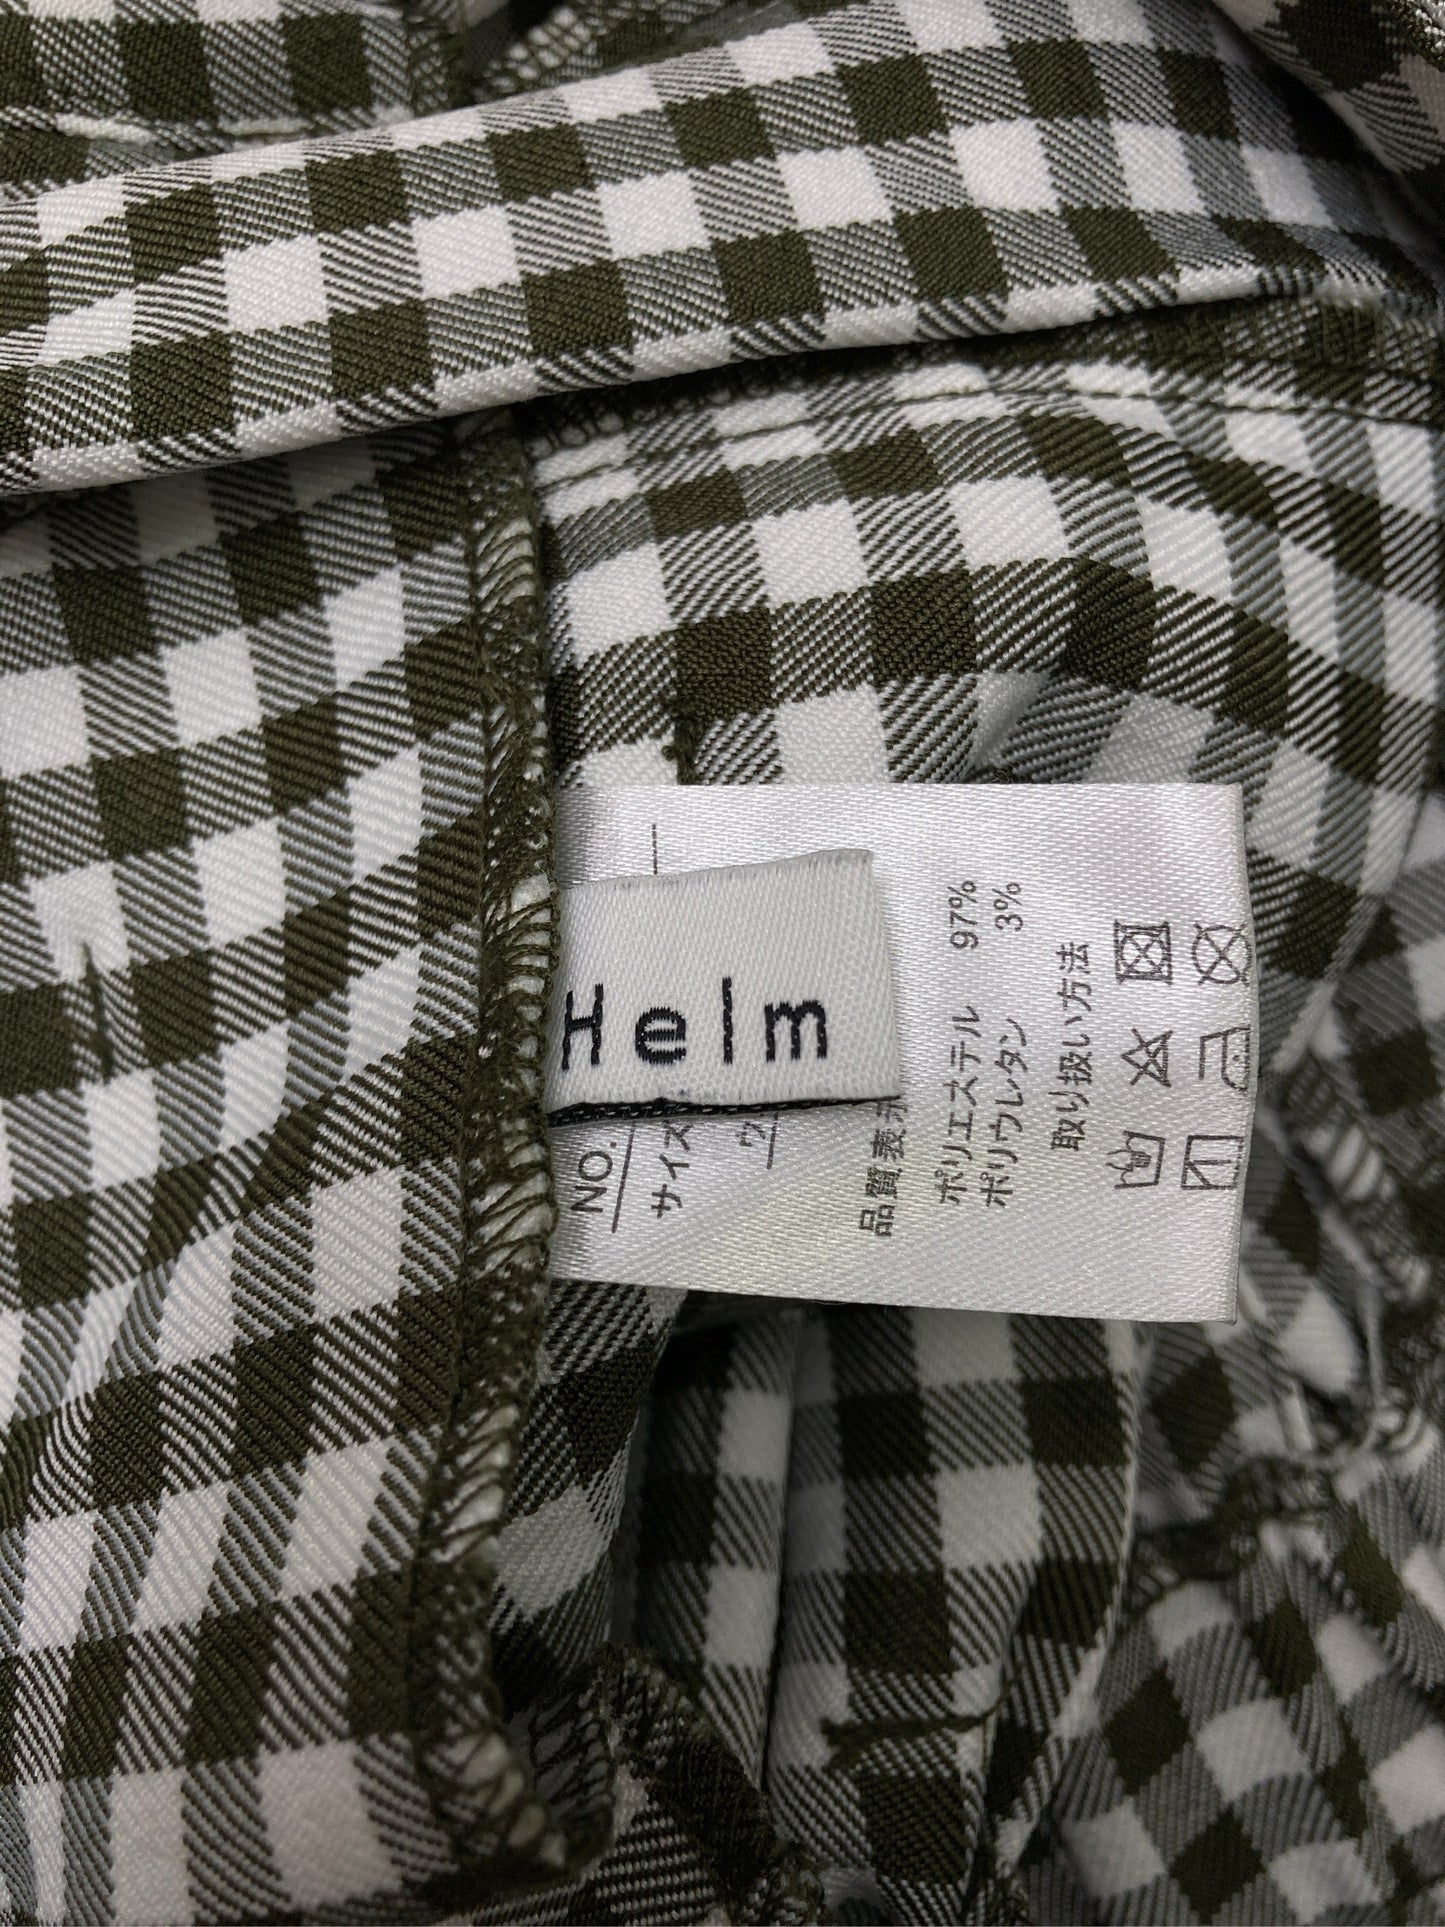 Helm
NO.
サイズ
品質表示
ポリエステル 97%
ポリウレタン 3%
取り扱い方法